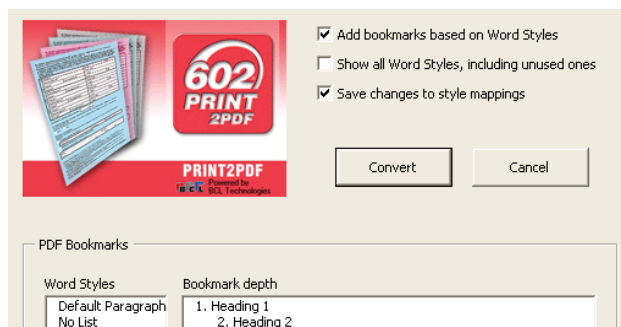 602
PRINT
2PDF
PRINT2PDF
Powered by
BCL BCL Technologies
Add bookmarks based on Word Styles
Show all Word Styles, including unused ones
Save changes to style mappings
Convert
Cancel
PDF Bookmarks
Word Styles
Bookmark depth
Default Paragraph
No List
1. Heading 1
2. Heading 2